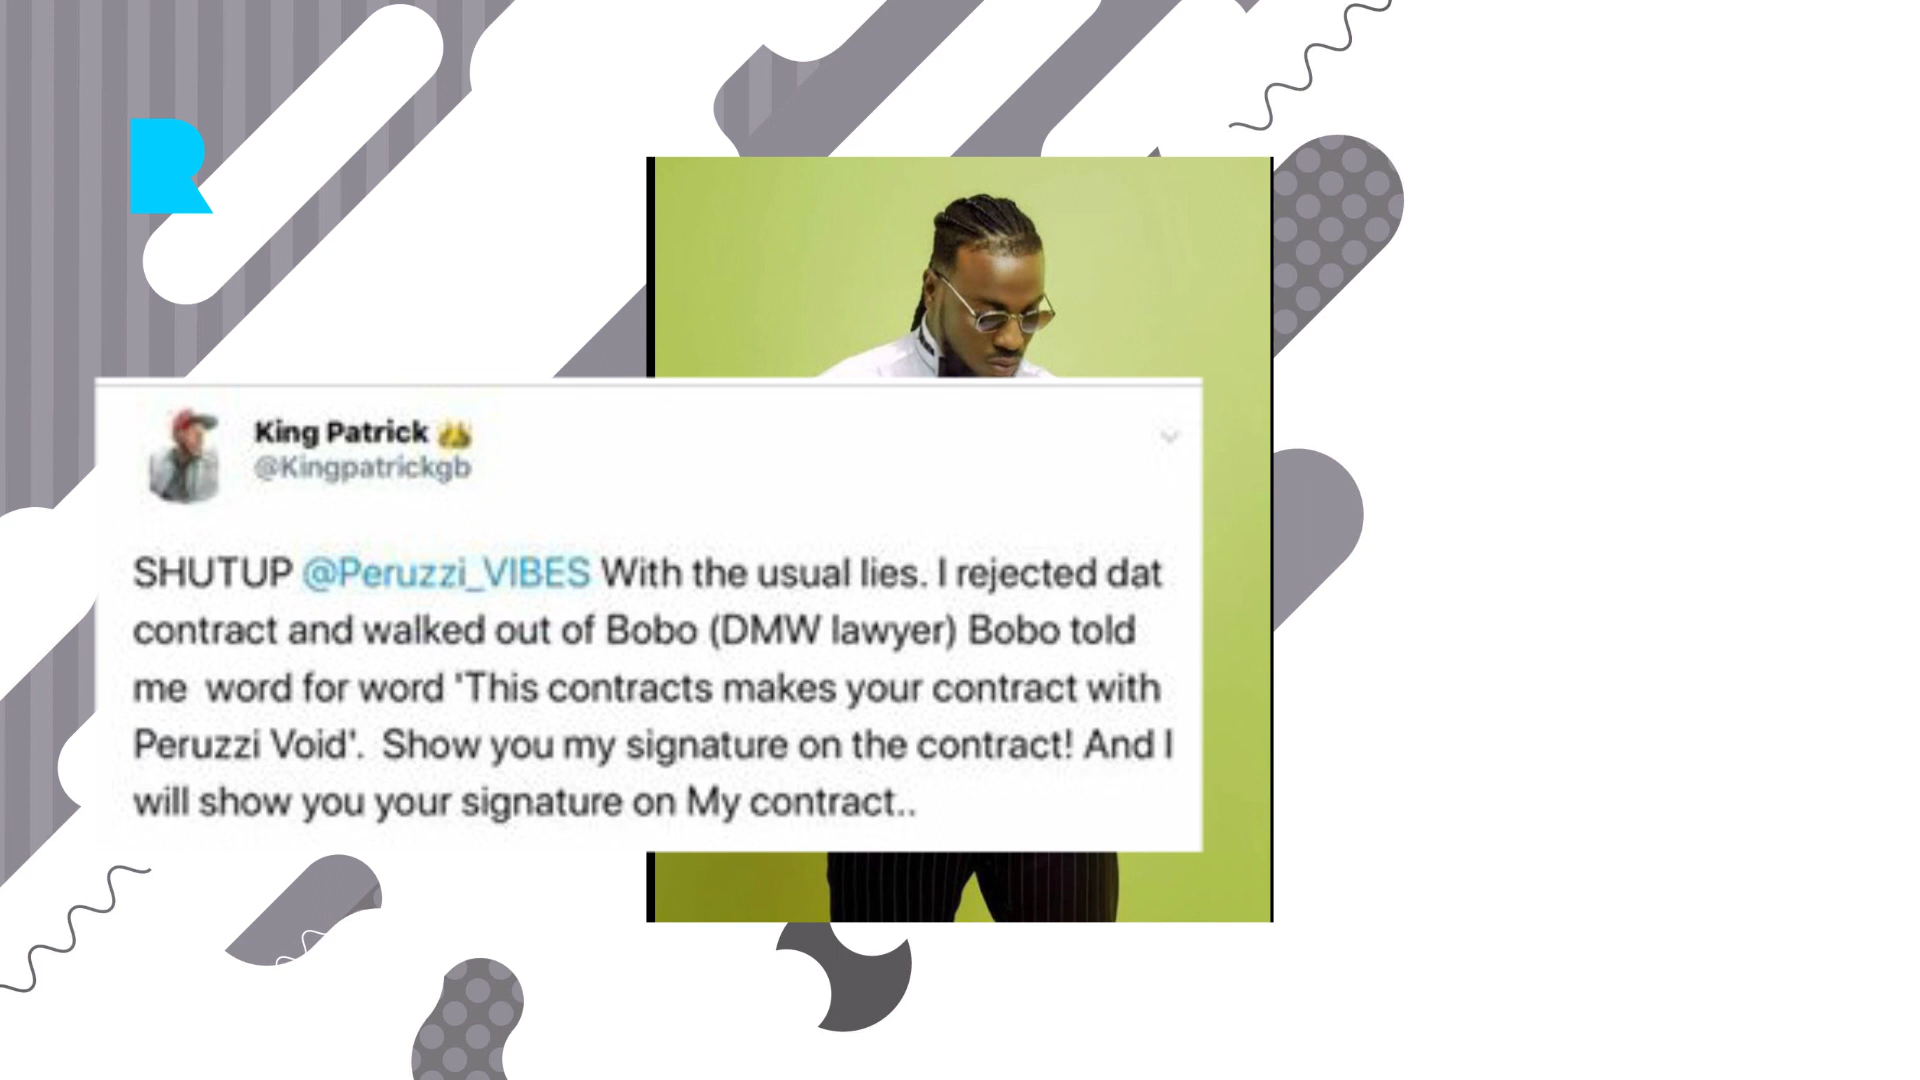 R
King Patrick
@Kingpatrickgb
SHUTUP @Peruzzi_VIBES With the usual lies. I rejected dat
contract and walked out of Bobo (DMW lawyer) Bobo told
me word for word 'This contracts makes your contract with
Peruzzi Void'. Show you my signature on the contract! And I
will show you your signature on My contract..